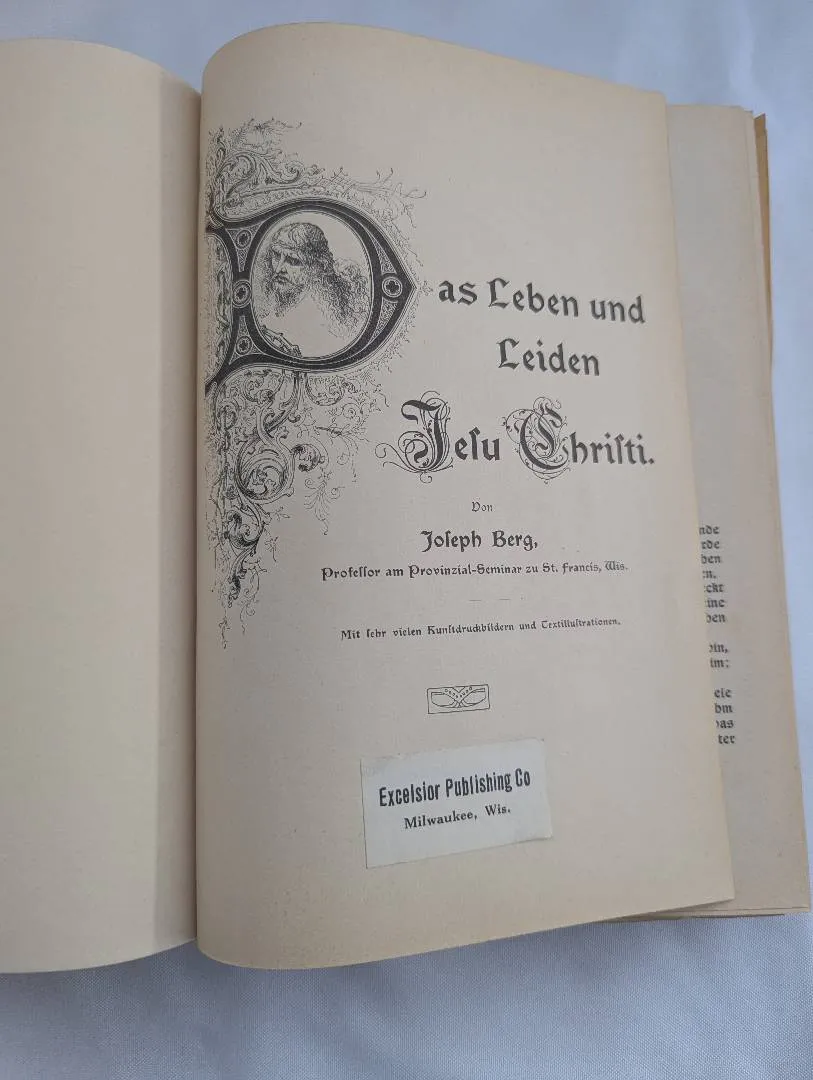 Das Leben und
Leiden
Jeſu Chriſti.
Von
Joſeph Berg,
Profeſſor am Provinzial-Seminar zu St. Francis, Wis.
Mit ſehr vielen Kunſtdruckbildern und Textilluſtrationen.
Excelsior Publishing Co
Milwaukee, Wis.